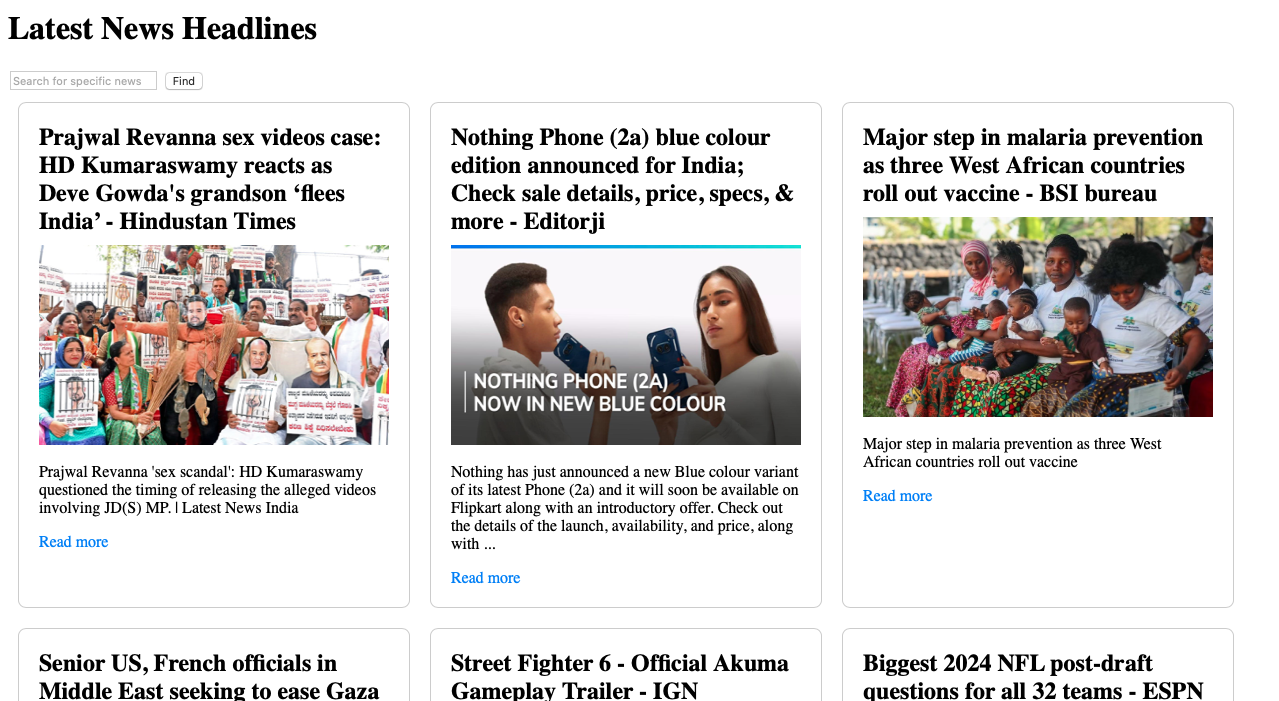 Latest News Headlines
Search for specific news
Find
Prajwal Revanna sex videos case:
HD Kumaraswamy reacts as
Deve Gowda's grandson ‘flees
India’ - Hindustan Times
Prajwal Revanna 'sex scandal': HD Kumaraswamy
questioned the timing of releasing the alleged videos
involving JD(S) MP. | Latest News India
Read more
Nothing Phone (2a) blue colour
edition announced for India;
Check sale details, price, specs, &
more - Editorji
NOTHING PHONE (2A)
NOW IN NEW BLUE COLOUR
Nothing has just announced a new Blue colour variant
of its latest Phone (2a) and it will soon be available on
Flipkart along with an introductory offer. Check out
the details of the launch, availability, and price, along
with ...
Read more
Major step in malaria prevention
as three West African countries
roll out vaccine - BSI bureau
Major step in malaria prevention as three West
African countries roll out vaccine
Read more
Senior US, French officials in
Middle East seeking to ease Gaza
Street Fighter 6 - Official Akuma
Gameplay Trailer - IGN
Biggest 2024 NFL post-draft
questions for all 32 teams - ESPN